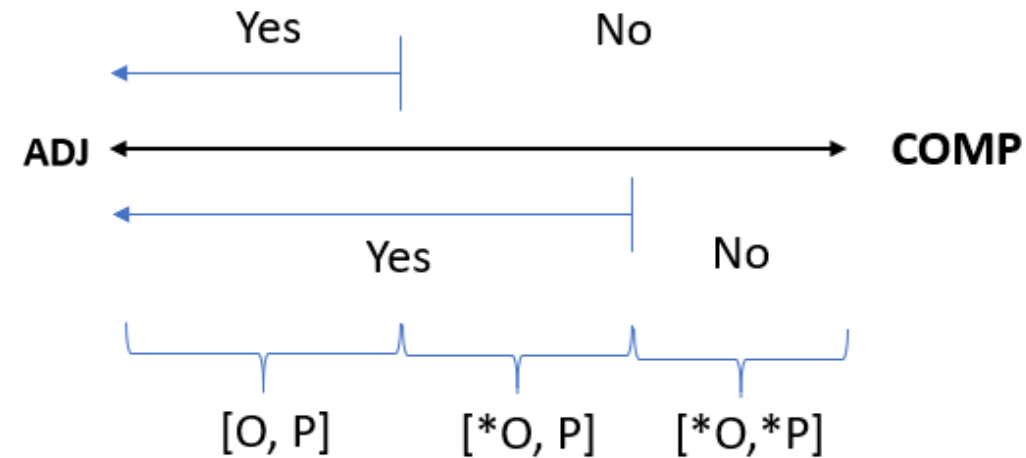 Yes No
ADJ COMP
Yes No
[O, P] [*O, P] [*O,*P]